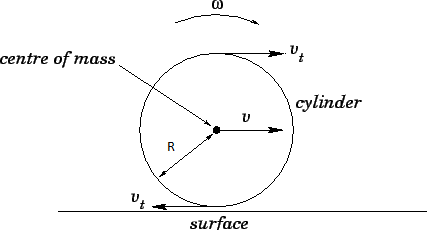 ω
v_t
centre of mass
cylinder
v
R
v_t
surface